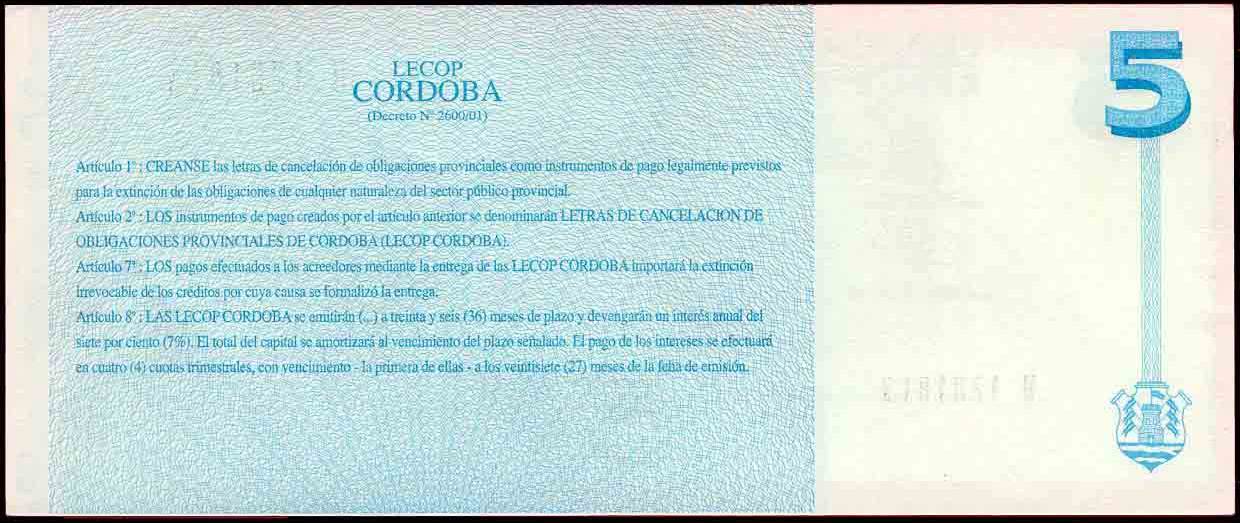 LECOP
CORDOBA
(Decreto Nº 2600/01)
5
Artículo 1º : CREANSE las letras de cancelación de obligaciones provinciales como instrumentos de pago legalmente previstos
para la extinción de las obligaciones de cualquier naturaleza del sector público provincial.
Artículo 2º : LOS instrumentos de pago creados por el artículo anterior se denominarán LETRAS DE CANCELACION DE
OBLIGACIONES PROVINCIALES DE CORDOBA (LECOP CORDOBA).
Artículo 7º : LOS pagos efectuados a los acreedores mediante la entrega de las LECOP CORDOBA importará la extinción
irrevocable de los créditos por cuya causa se formalizó la entrega.
Artículo 8º : LAS LECOP CORDOBA se emitirán (...) a treinta y seis (36) meses de plazo y devengarán un interés anual del
siete por ciento (7%). El total del capital se amortizará al vencimiento del plazo señalado. El pago de los intereses se efectuará
en cuatro (4) cuotas trimestrales, con vencimiento - la primera de ellas - a los veintisiete (27) meses de la feha de emisión.